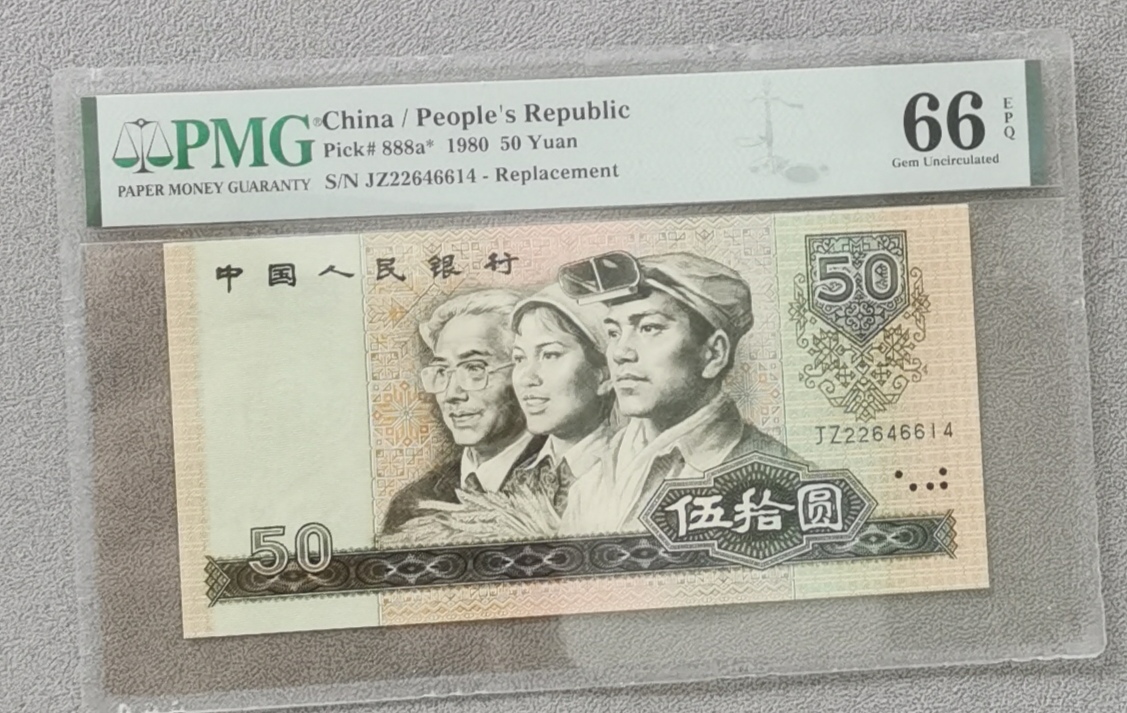 PMG® China / People's Republic
Pick# 888a* 1980 50 Yuan
PAPER MONEY GUARANTY S/N JZ22646614 - Replacement
66 EPQ
Gem Uncirculated
中国人民银行
50
JZ22646614
伍拾圆
50